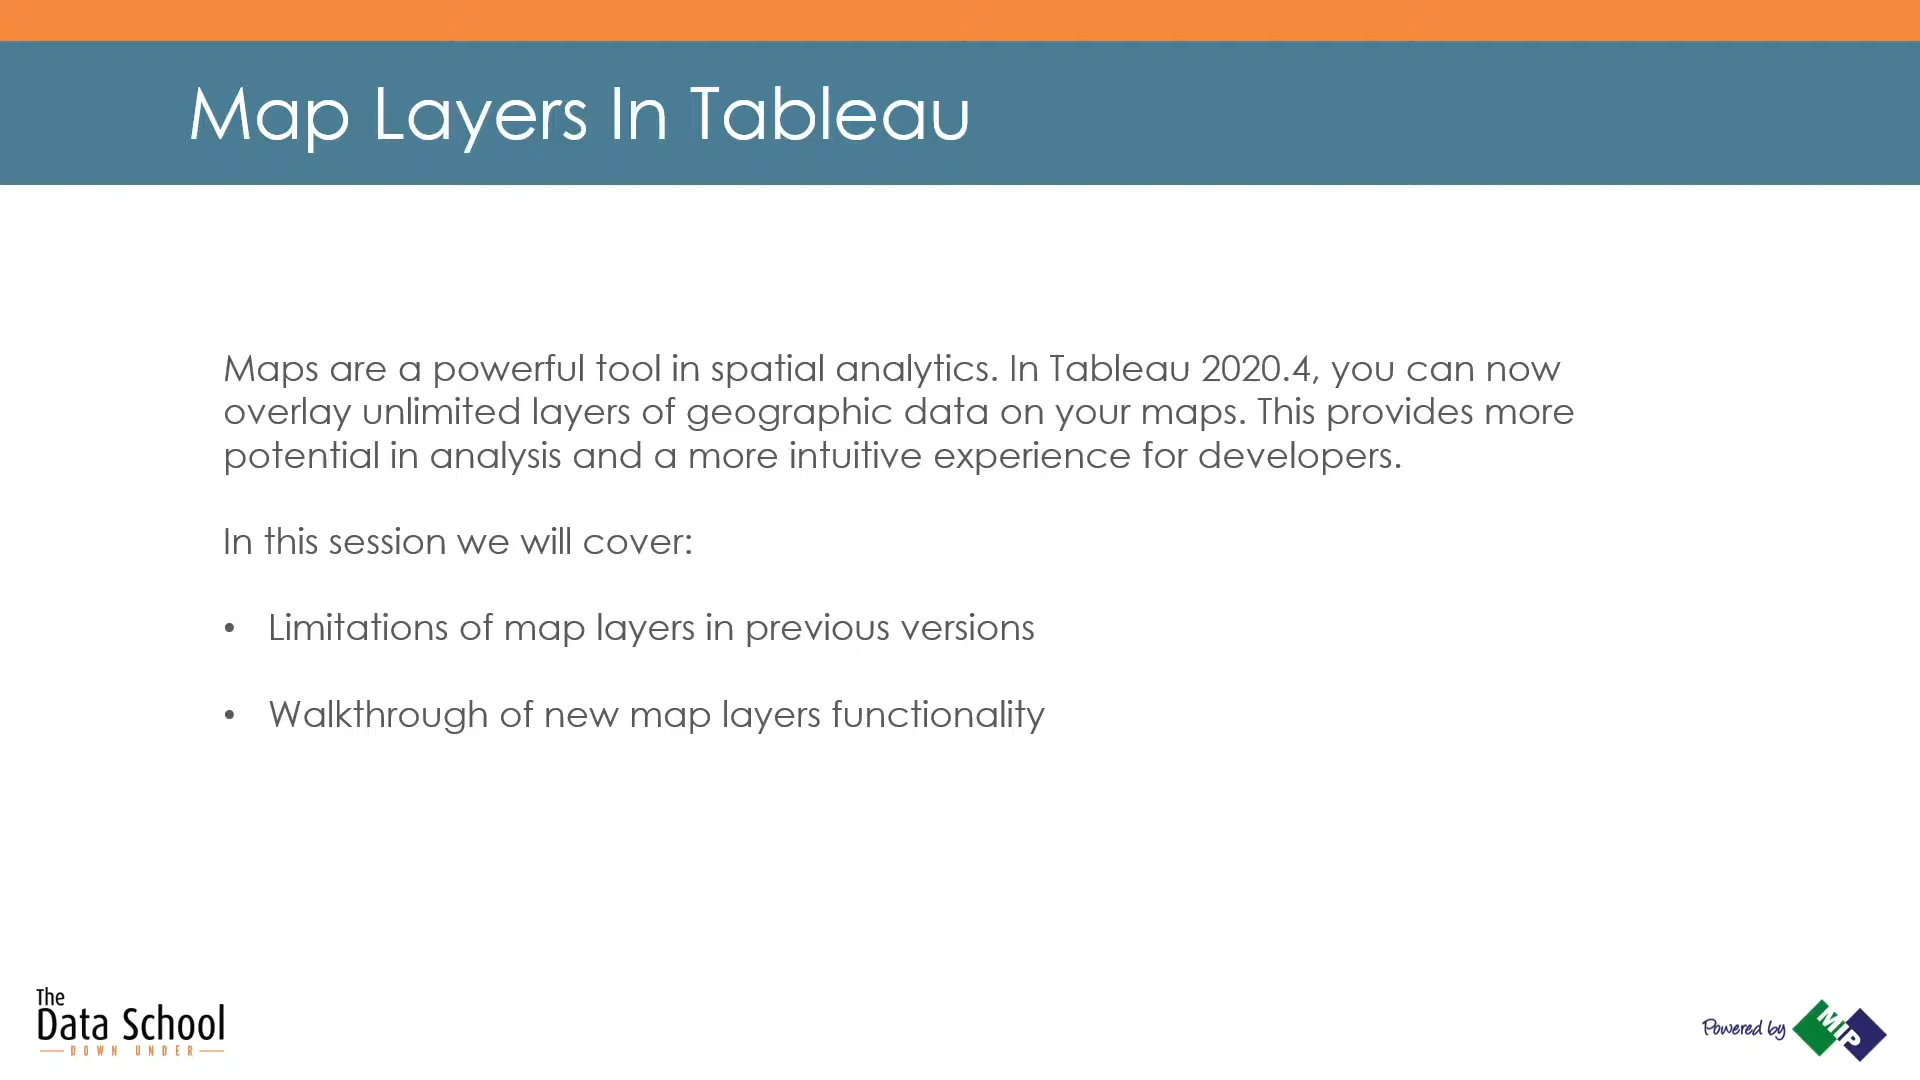 Map Layers In Tableau
Maps are a powerful tool in spatial analytics. In Tableau 2020.4, you can now
overlay unlimited layers of geographic data on your maps. This provides more
potential in analysis and a more intuitive experience for developers.
In this session we will cover:
• Limitations of map layers in previous versions
• Walkthrough of new map layers functionality
The
Data School
DOWN UNDER
Powered by
MIP